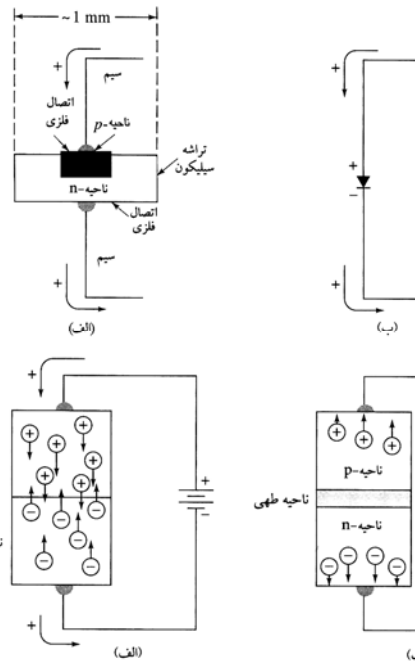 ~1 mm
+
سیم
اتصال
فلزی
ناحیه-p
تراشه
سیلیکون
ناحیه-n
اتصال
فلزی
سیم
+
(الف)
+
+
−
+
(ب)
+
+ + + + +
− − − − − −
+
−
+
(الف)
+ + +
ناحیه-p
ناحیه طهی
ناحیه-n
− − − −